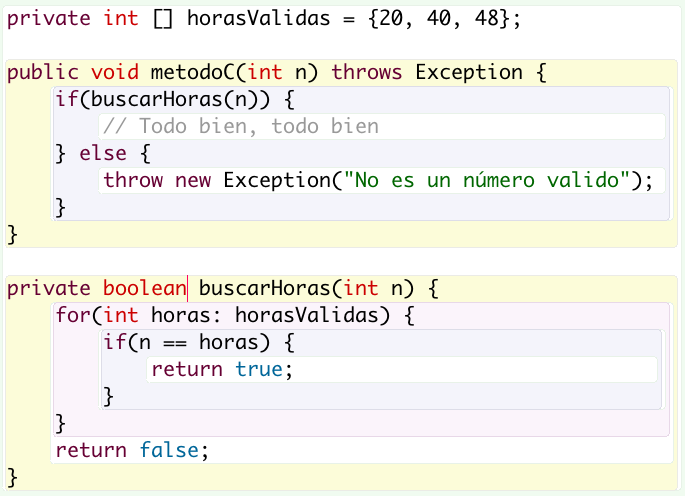 private int [] horasValidas = {20, 40, 48};
public void metodoC(int n) throws Exception {
if(buscarHoras(n)) {
// Todo bien, todo bien
} else {
throw new Exception("No es un número valido");
}
}
private boolean buscarHoras(int n) {
for(int horas: horasValidas) {
if(n == horas) {
return true;
}
}
return false;
}